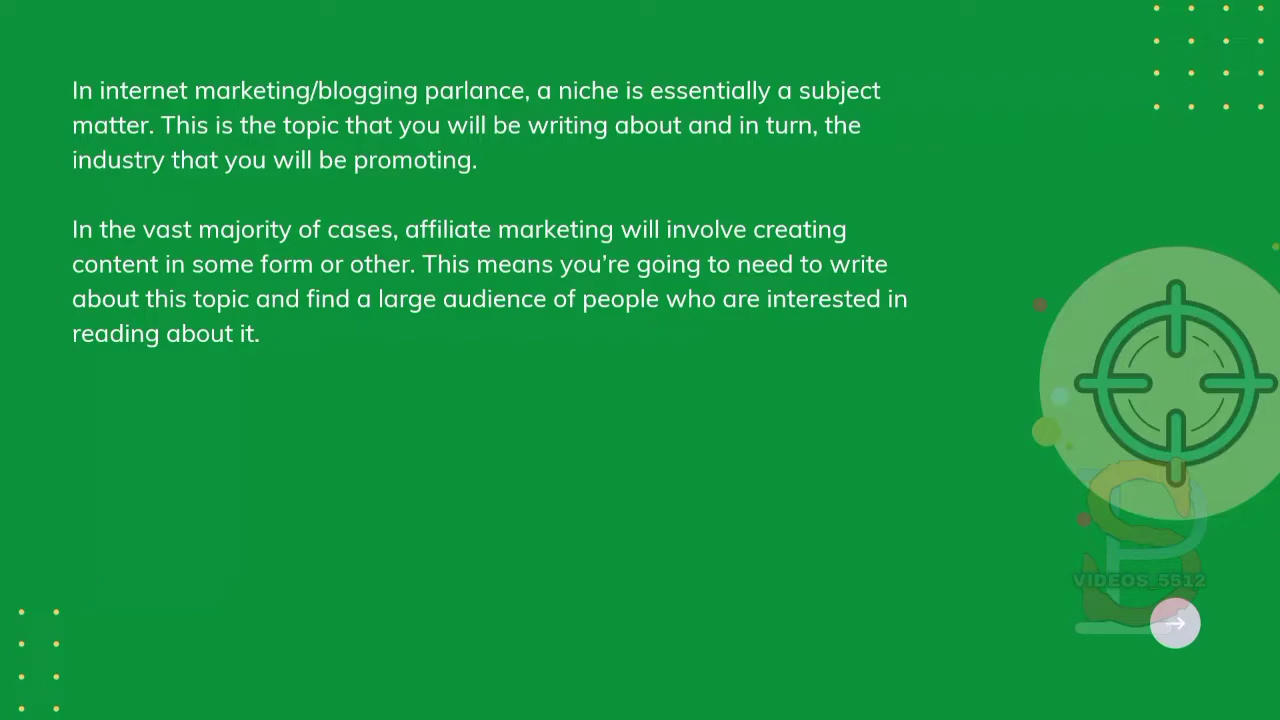 In internet marketing/blogging parlance, a niche is essentially a subject
matter. This is the topic that you will be writing about and in turn, the
industry that you will be promoting.
In the vast majority of cases, affiliate marketing will involve creating
content in some form or other. This means you’re going to need to write
about this topic and find a large audience of people who are interested in
reading about it.
VIDEOS_5512